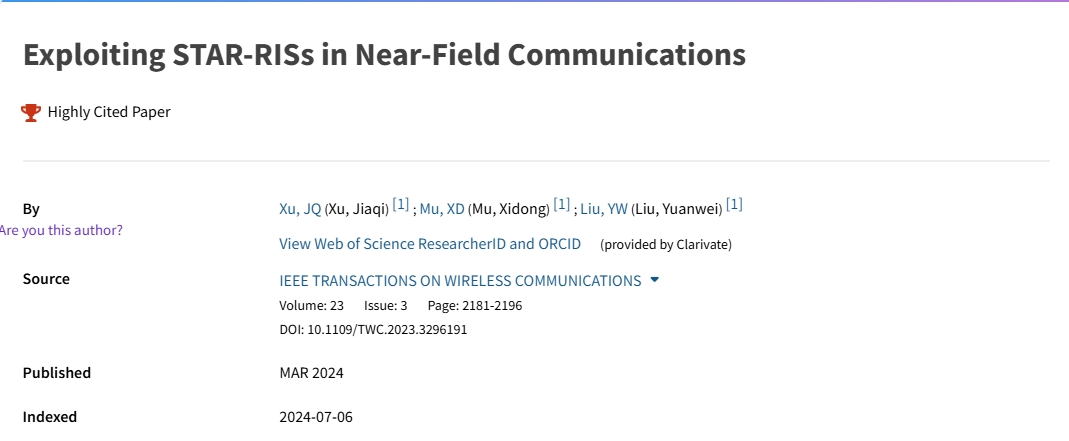 Exploiting STAR-RISs in Near-Field Communications
Highly Cited Paper
By
Xu, JQ (Xu, Jiaqi) [1] ; Mu, XD (Mu, Xidong) [1] ; Liu, YW (Liu, Yuanwei) [1]
Are you this author?
View Web of Science ResearcherID and ORCID (provided by Clarivate)
Source
IEEE TRANSACTIONS ON WIRELESS COMMUNICATIONS
Volume: 23 Issue: 3 Page: 2181-2196
DOI: 10.1109/TWC.2023.3296191
Published
MAR 2024
Indexed
2024-07-06